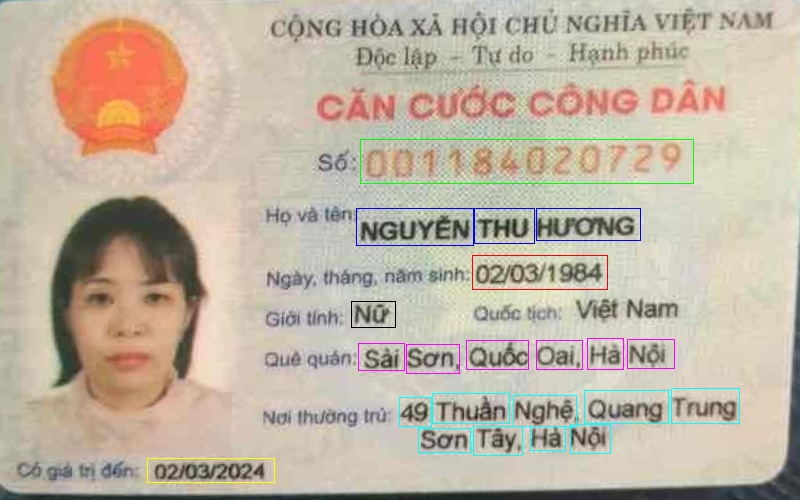 CỘNG HÒA XÃ HỘI CHỦ NGHĨA VIỆT NAM
Độc lập - Tự do - Hạnh phúc
CĂN CƯỚC CÔNG DÂN
Số: 001184020729
Họ và tên: NGUYỄN THU HƯƠNG
Ngày, tháng, năm sinh: 02/03/1984
Giới tính: Nữ Quốc tịch: Việt Nam
Quê quán: Sài Sơn, Quốc Oai, Hà Nội
Nơi thường trú: 49 Thuần Nghệ, Quang Trung
Sơn Tây, Hà Nội
Có giá trị đến: 02/03/2024